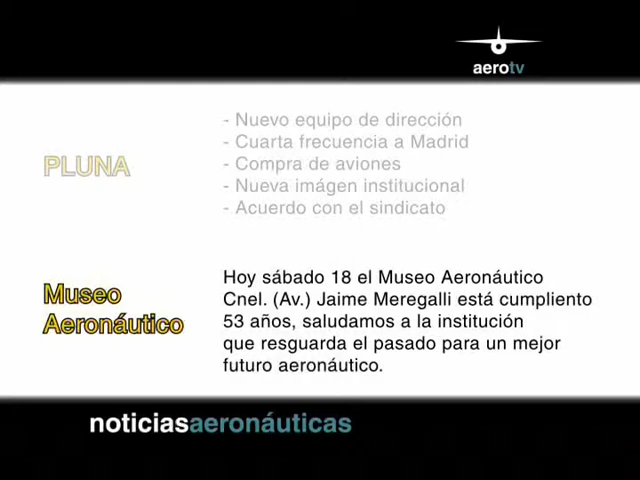 aerotv
PLUNA
- Nuevo equipo de dirección
- Cuarta frecuencia a Madrid
- Compra de aviones
- Nueva imágen institucional
- Acuerdo con el sindicato
Museo
Aeronáutico
Hoy sábado 18 el Museo Aeronáutico
Cnel. (Av.) Jaime Meregalli está cumpliento
53 años, saludamos a la institución
que resguarda el pasado para un mejor
futuro aeronáutico.
noticiasaeronáuticas